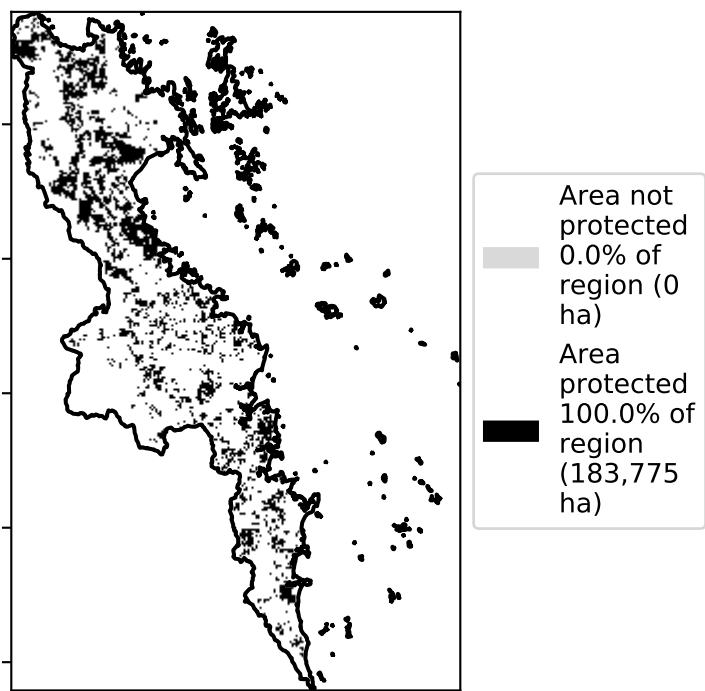 Area not
protected
0.0% of
region (0
ha)
Area
protected
100.0% of
region
(183,775
ha)